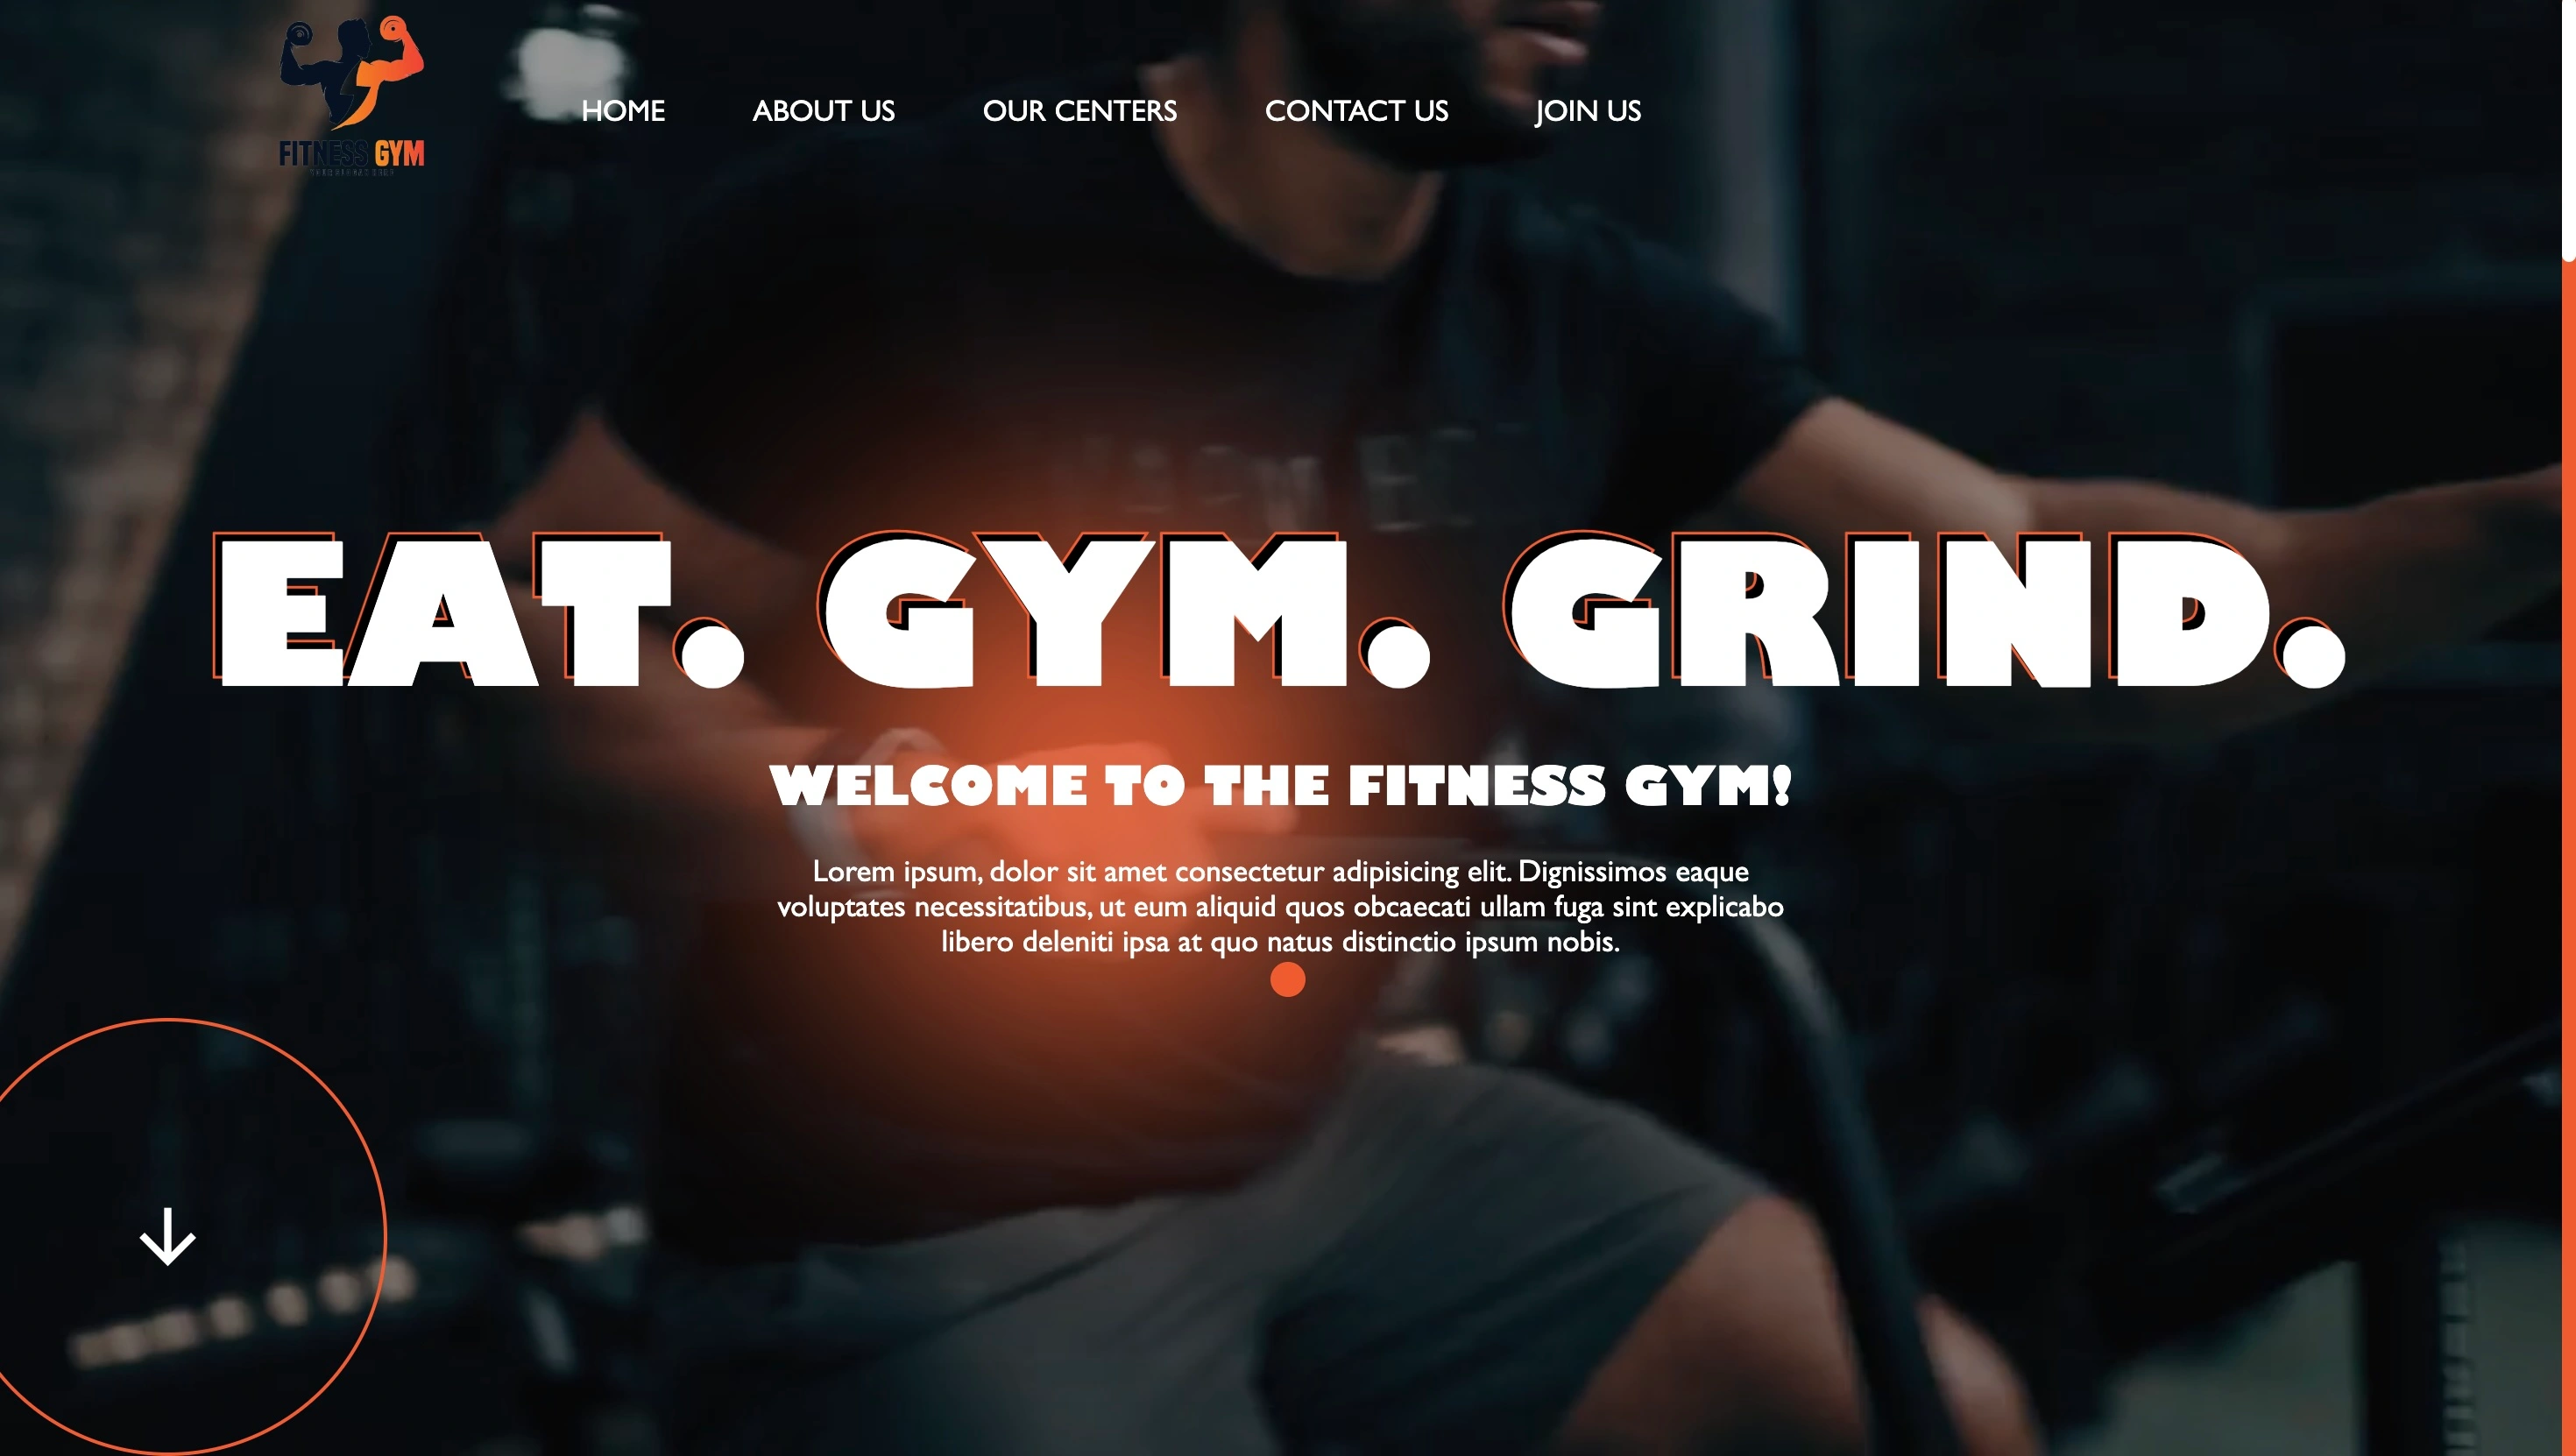 FITNESS GYM
HOME
ABOUT US
OUR CENTERS
CONTACT US
JOIN US
EAT. GYM. GRIND.
WELCOME TO THE FITNESS GYM!
Lorem ipsum, dolor sit amet consectetur adipisicing elit. Dignissimos eaque
voluptates necessitatibus, ut eum aliquid quos obcaecati ullam fuga sint explicabo
libero deleniti ipsa at quo natus distinctio ipsum nobis.